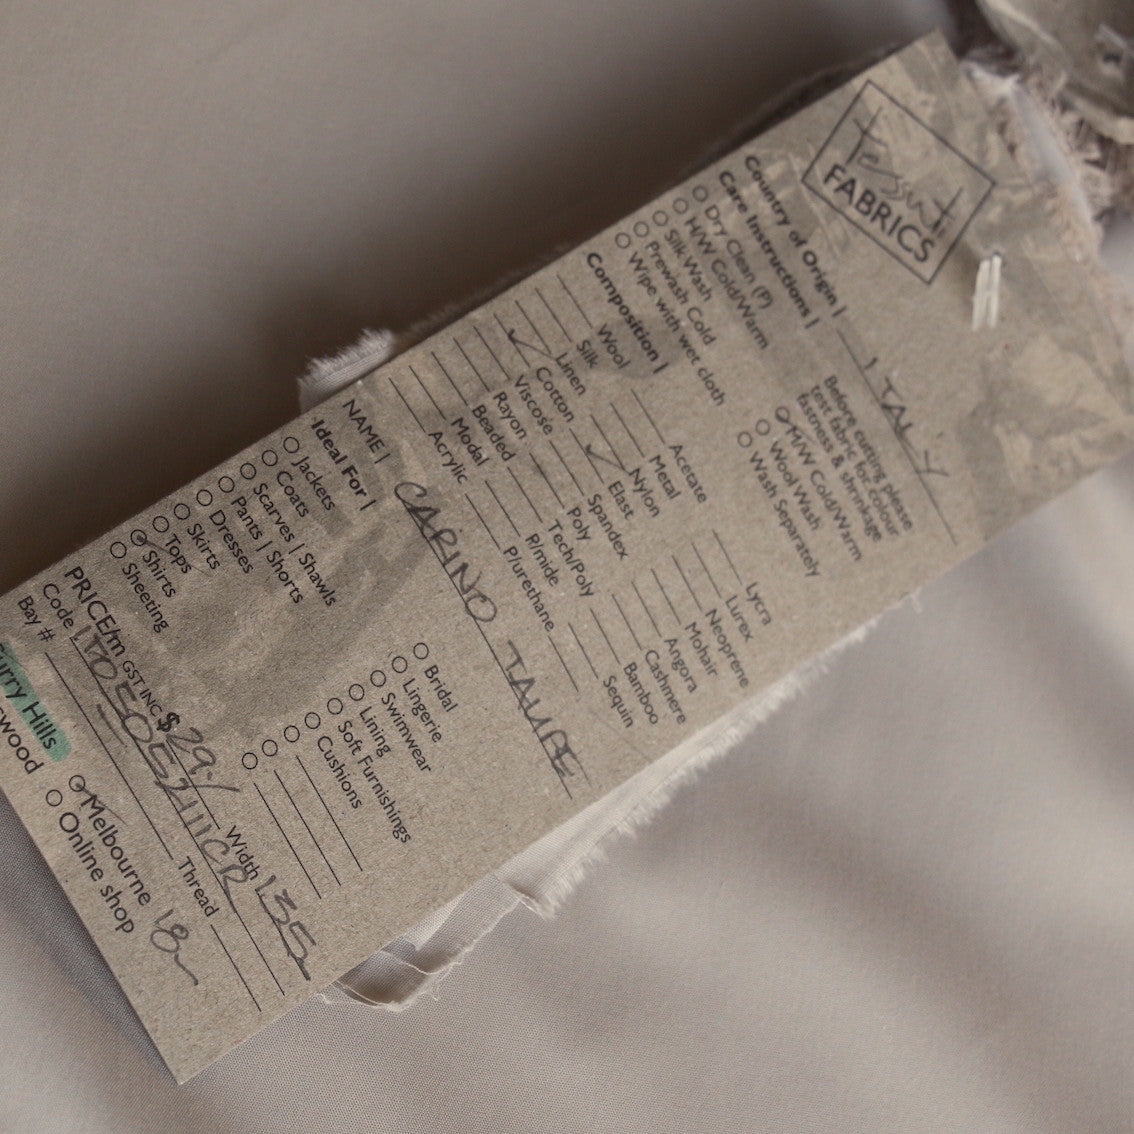 Tessuti
FABRICS
Country of Origin | ITALY
Care Instructions |
Dry Clean (P)
H/W Cold/Warm
Silk Wash
Prewash Cold
Wipe with wet cloth
Before cutting please
test fabric for colour
fastness & shrinkage
H/W Cold/Warm
Wool Wash
Wash Separately
Composition |
Wool
Silk
Linen
Cotton
Viscose
Rayon
Beaded
Modal
Acrylic
Acetate
Metal
Nylon
Elast
Spandex
Poly
Tech/Poly
R/mide
P/urethane
Lycra
Lurex
Neoprene
Mohair
Angora
Cashmere
Bamboo
Sequin
NAME | CARINO TAUPE
Ideal For |
Jackets
Coats
Scarves | Shawls
Pants | Shorts
Dresses
Skirts
Tops
Shirts
Sheeting
Bridal
Lingerie
Swimwear
Lining
Soft Furnishings
Cushions
PRICE/m GST INC $ 29.- Width 135
Code
Bay # Thread
urry Hills Melbourne 18m
Online shop